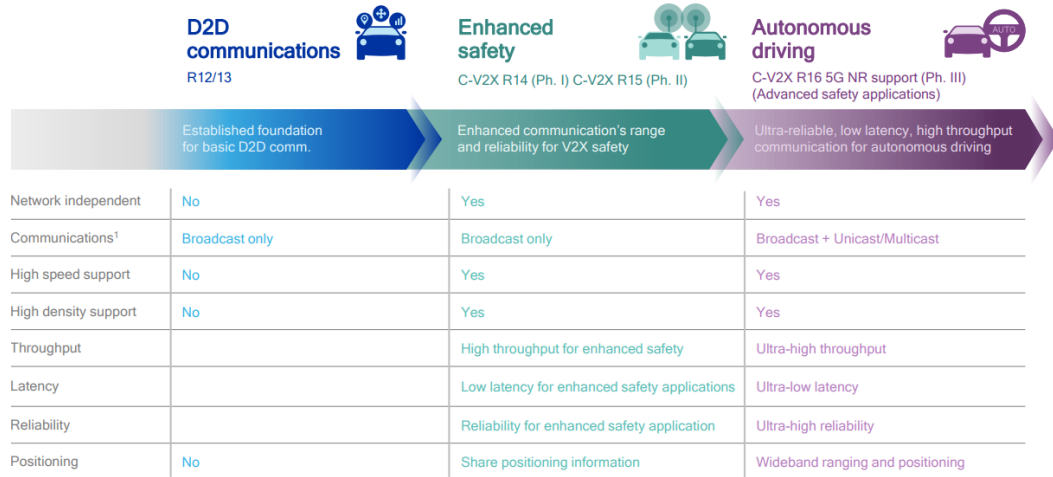 D2D
communications
R12/13
Enhanced
safety
C-V2X R14 (Ph. I) C-V2X R15 (Ph. II)
Autonomous
driving
AUTO
C-V2X R16 5G NR support (Ph. III)
(Advanced safety applications)
Established foundation
for basic D2D comm.
Enhanced communication's range
and reliability for V2X safety
Ultra-reliable, low latency, high throughput
communication for autonomous driving
Network independent No Yes Yes
Communications¹ Broadcast only Broadcast only Broadcast + Unicast/Multicast
High speed support No Yes Yes
High density support No Yes Yes
Throughput High throughput for enhanced safety Ultra-high throughput
Latency Low latency for enhanced safety applications Ultra-low latency
Reliability Reliability for enhanced safety application Ultra-high reliability
Positioning No Share positioning information Wideband ranging and positioning